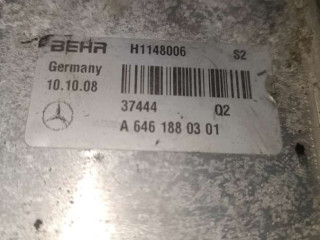 BEHR H1148006 S2
Germany
10.10.08 37444 Q2
A 646 188 03 01